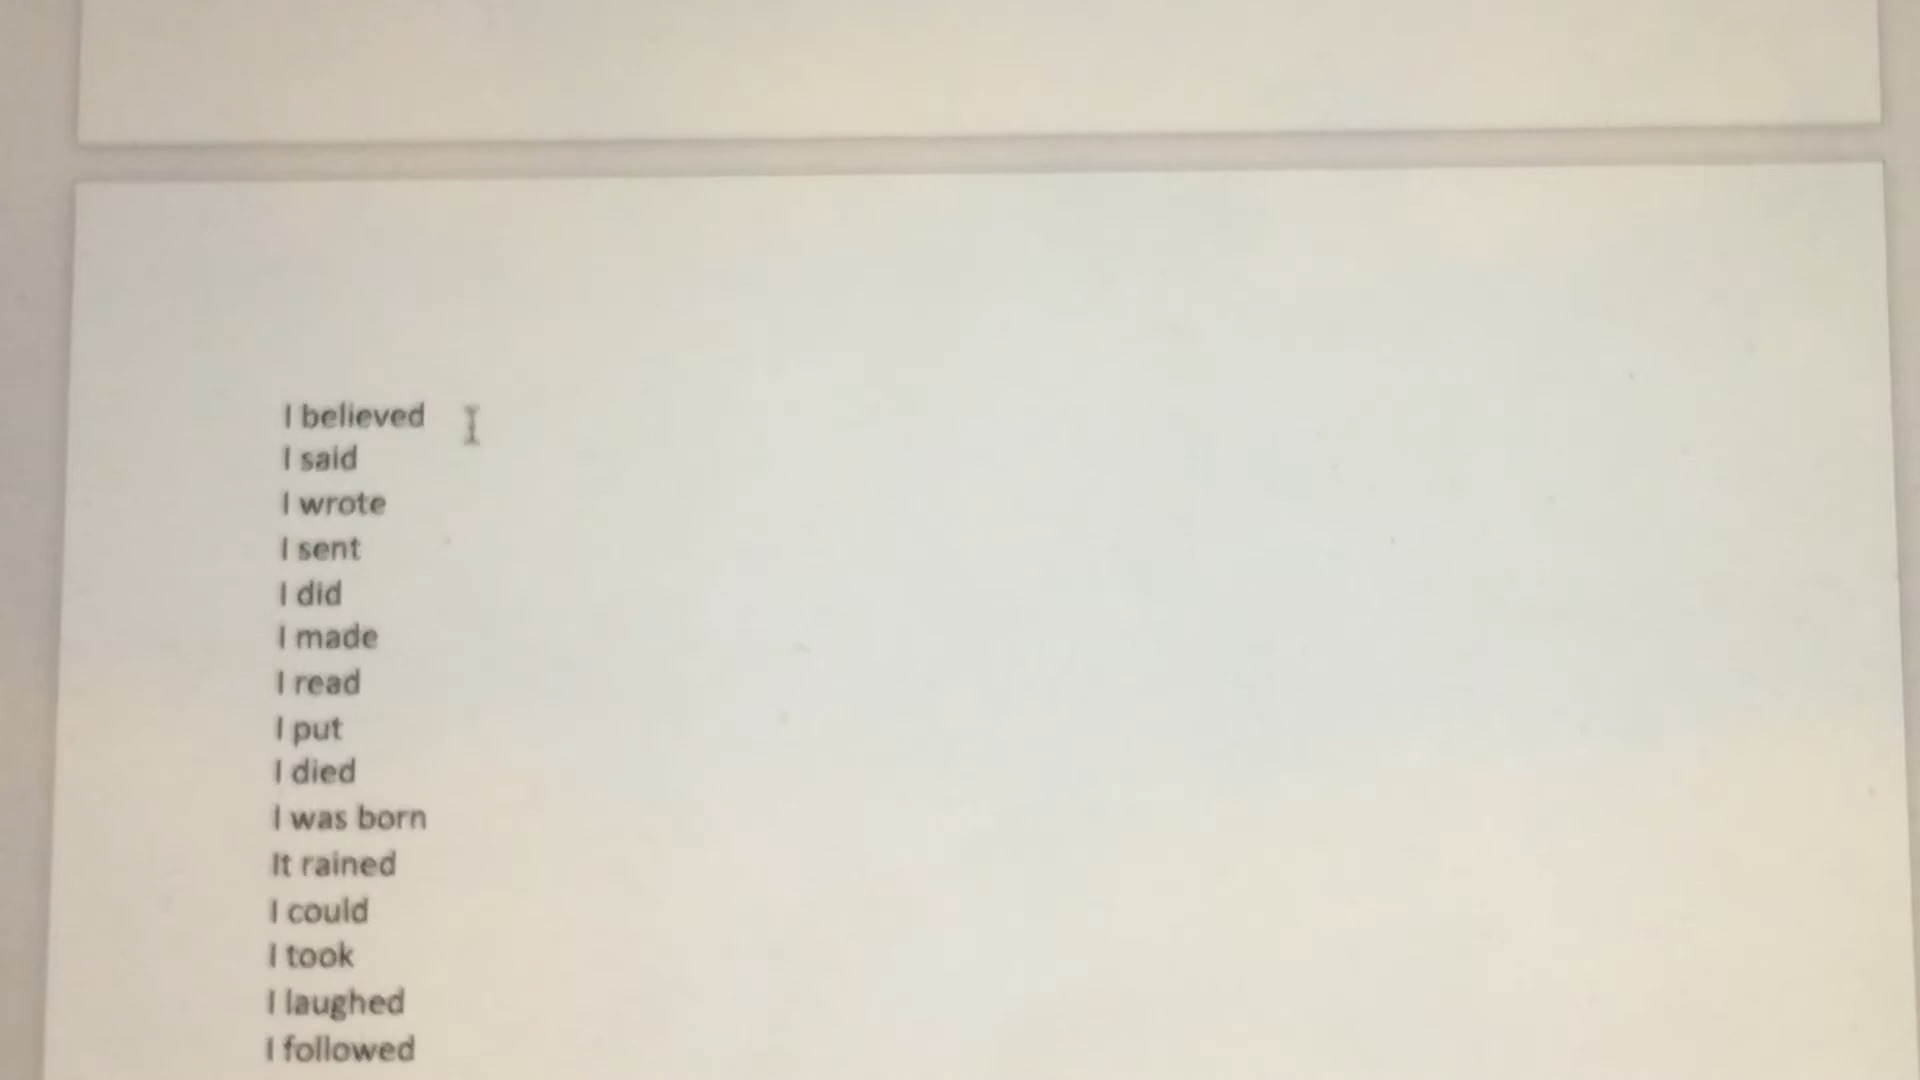 I believed
I said
I wrote
I sent
I did
I made
I read
I put
I died
I was born
It rained
I could
I took
I laughed
I followed